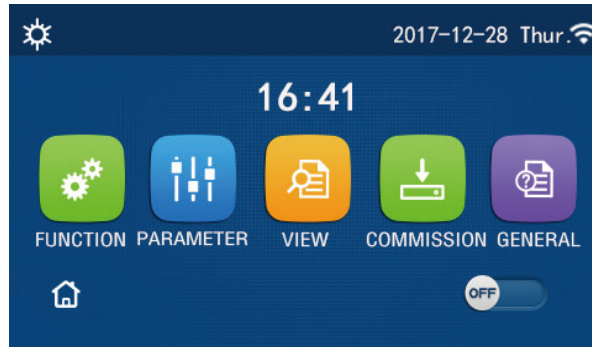 2017-12-28 Thur.
16:41
FUNCTION PARAMETER VIEW COMMISSION GENERAL
OFF